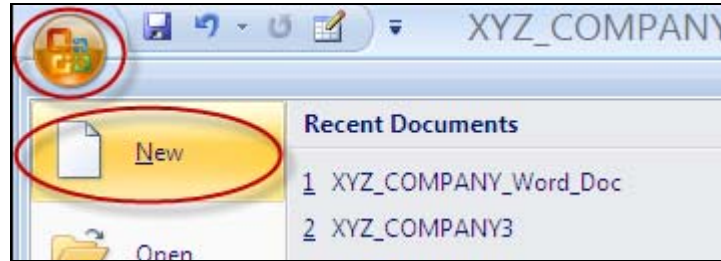 XYZ_COMPANY
New
Recent Documents
1 XYZ_COMPANY_Word_Doc
2 XYZ_COMPANY3
Open